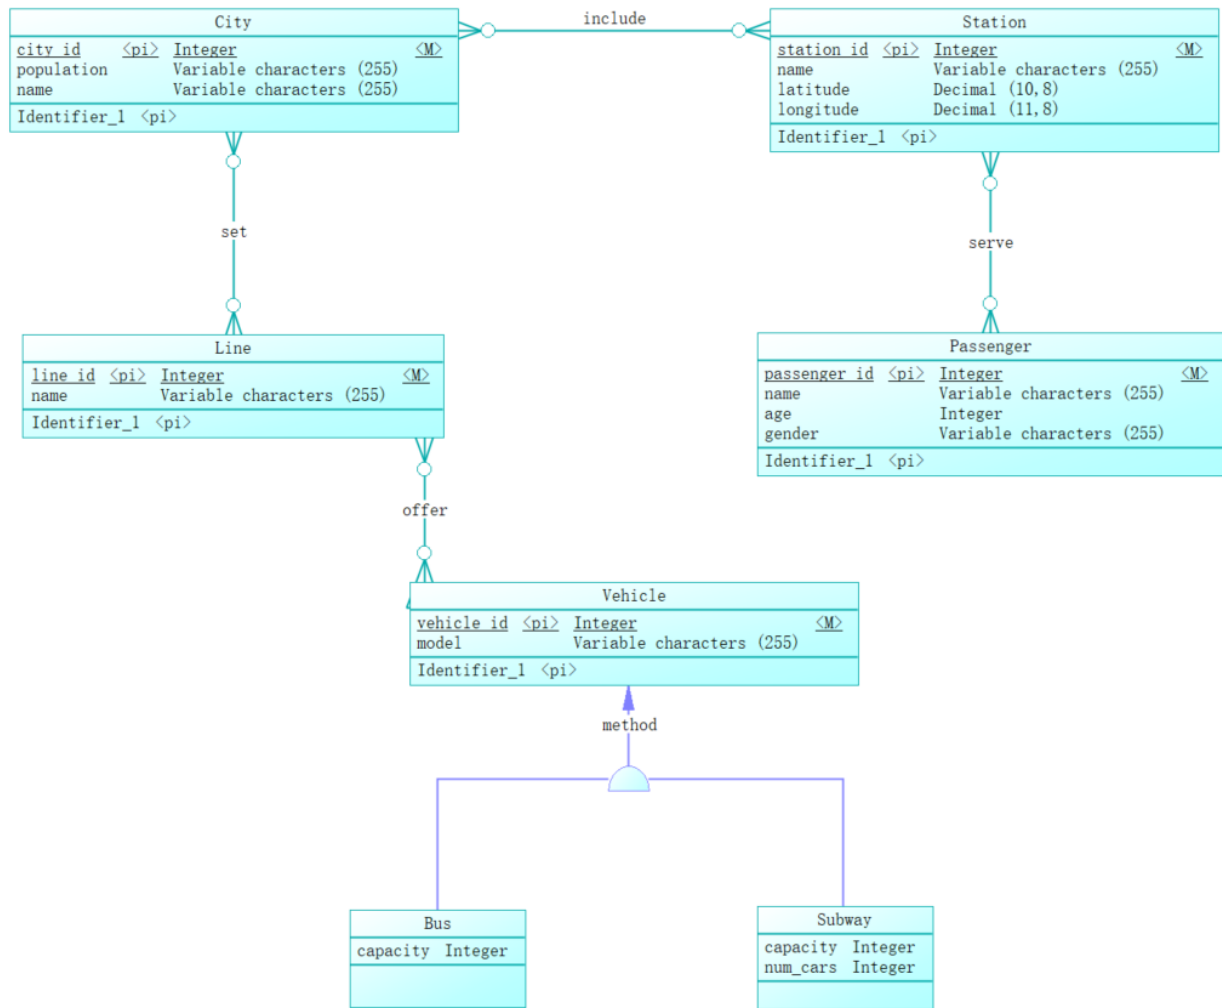 City
city_id <pi> Integer <M>
population Variable characters (255)
name Variable characters (255)
Identifier_1 <pi>
include
Station
station_id <pi> Integer <M>
name Variable characters (255)
latitude Decimal (10,8)
longitude Decimal (11,8)
Identifier_1 <pi>
set
serve
Line
line_id <pi> Integer <M>
name Variable characters (255)
Identifier_1 <pi>
Passenger
passenger_id <pi> Integer <M>
name Variable characters (255)
age Integer
gender Variable characters (255)
Identifier_1 <pi>
offer
Vehicle
vehicle_id <pi> Integer <M>
model Variable characters (255)
Identifier_1 <pi>
method
Bus
capacity Integer
Subway
capacity Integer
num_cars Integer